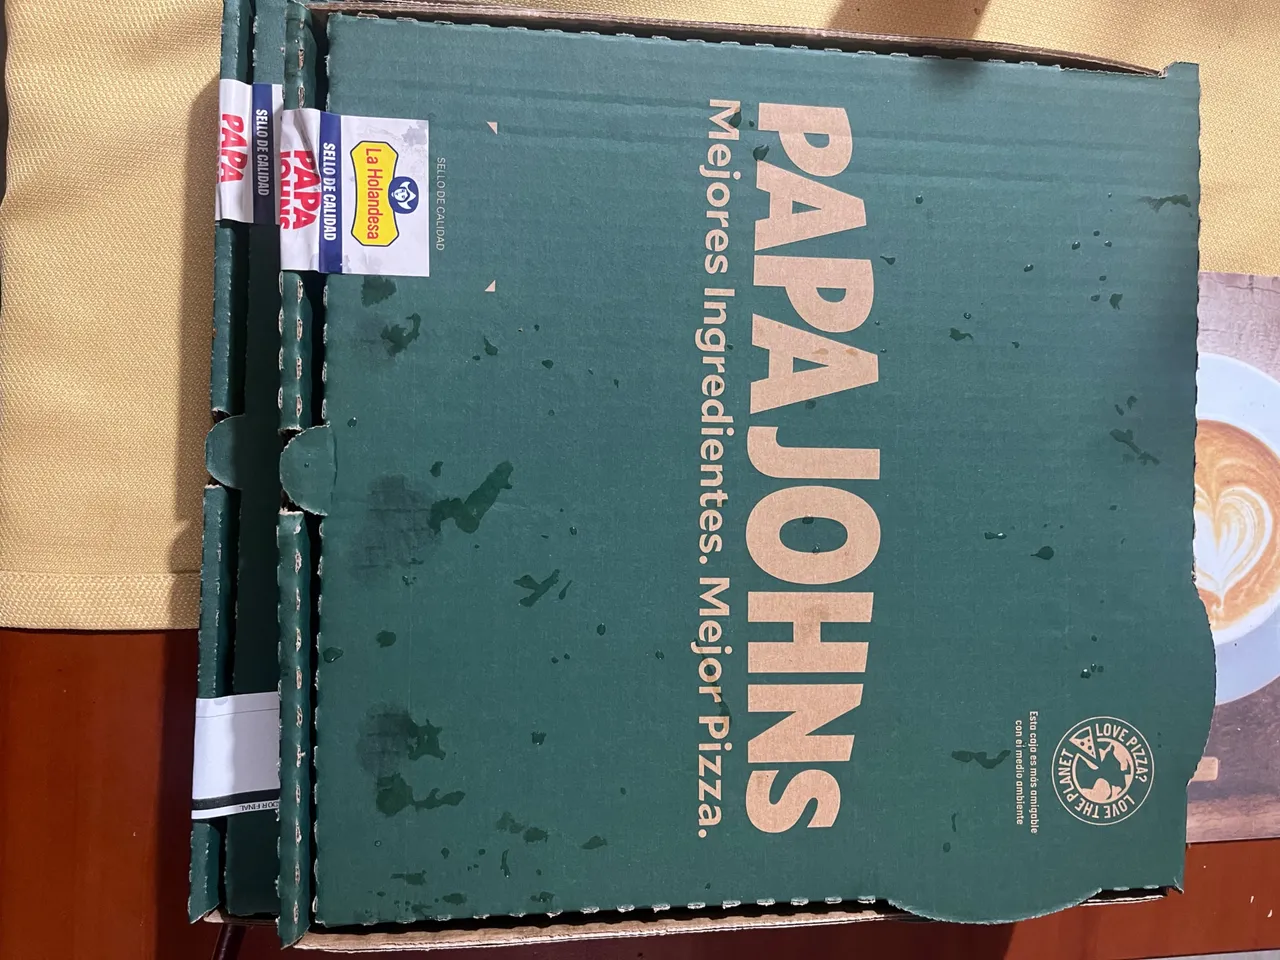 PAPA JOHNS
Mejores Ingredientes. Mejor Pizza.
SELLO DE CALIDAD
La Holandesa
SELLO DE CALIDAD
PAPA
JOHNS
SELLO DE CALIDAD
PAPA
LOVE PIZZA?
LOVE THE PLANET
Esta caja es más amigable
con el medio ambiente
FINAL